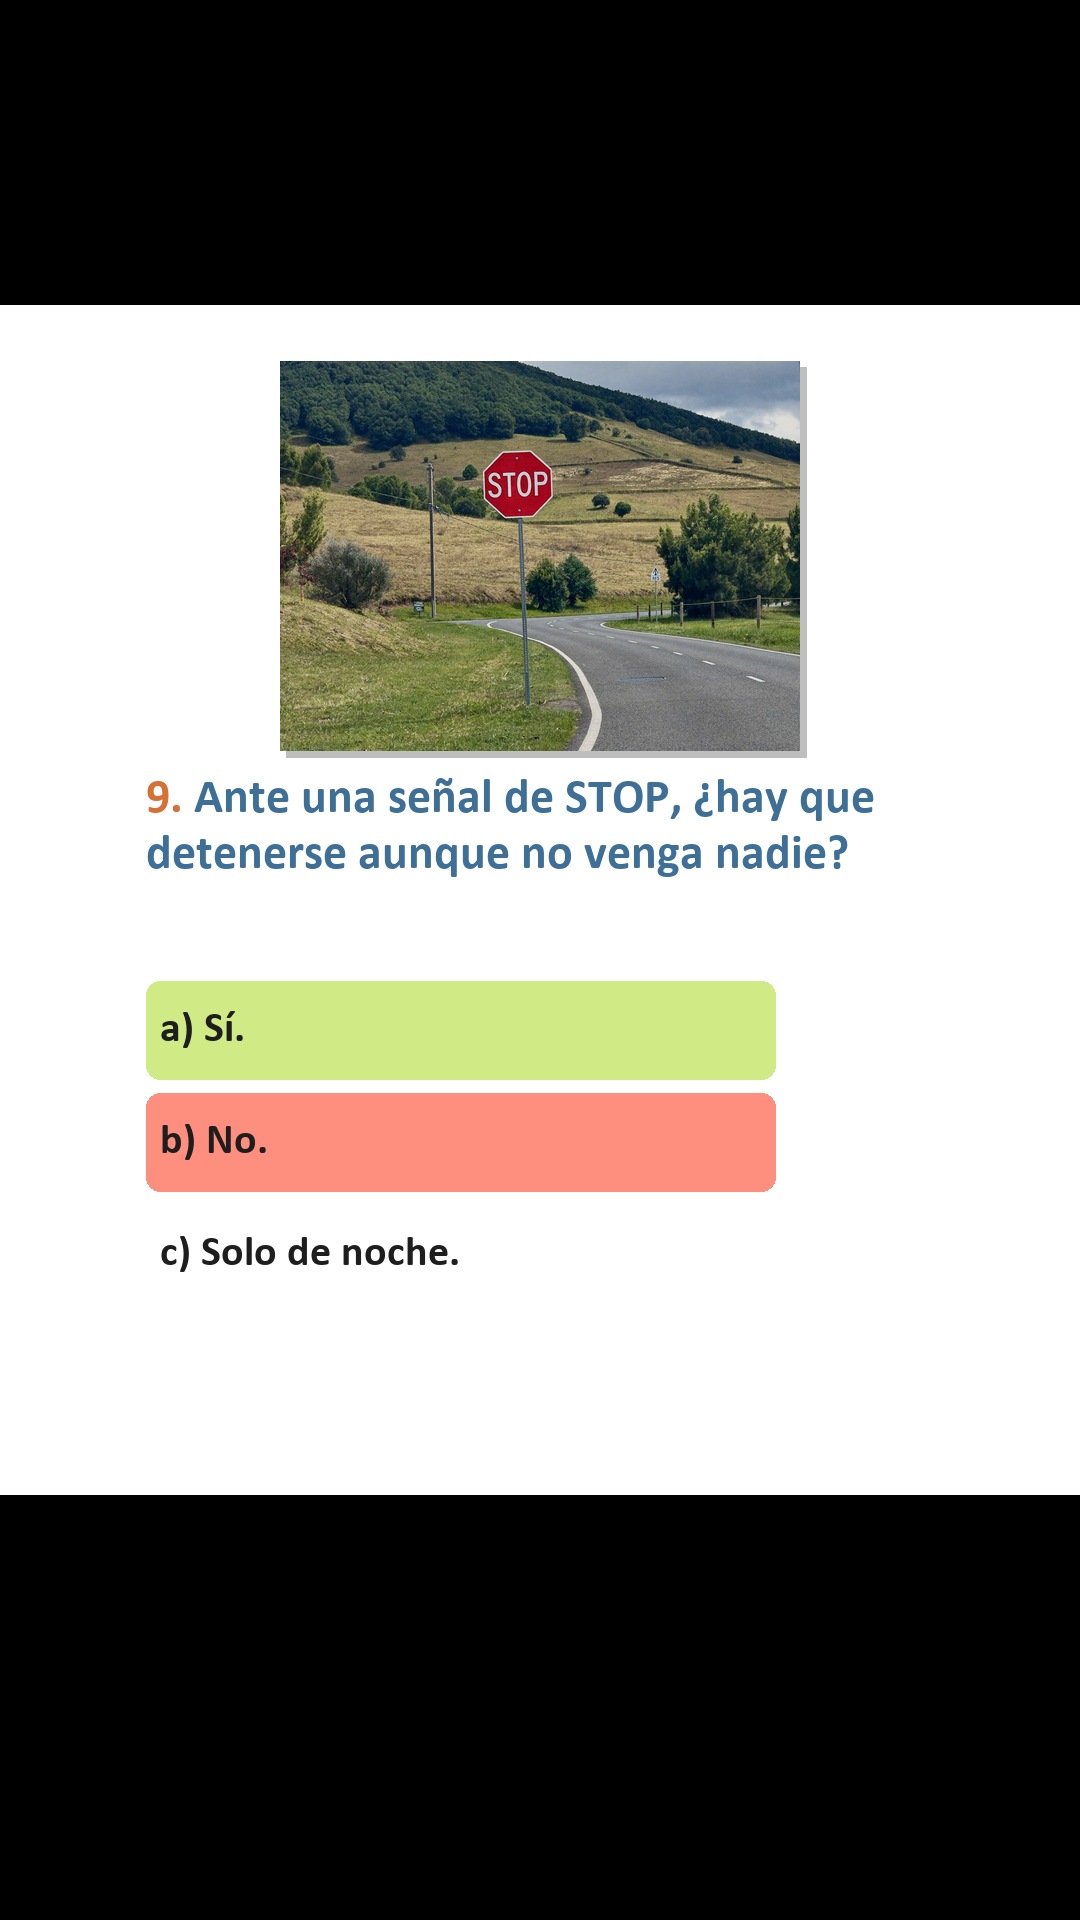 STOP
9. Ante una señal de STOP, ¿hay que
detenerse aunque no venga nadie?
a) Sí.
b) No.
c) Solo de noche.